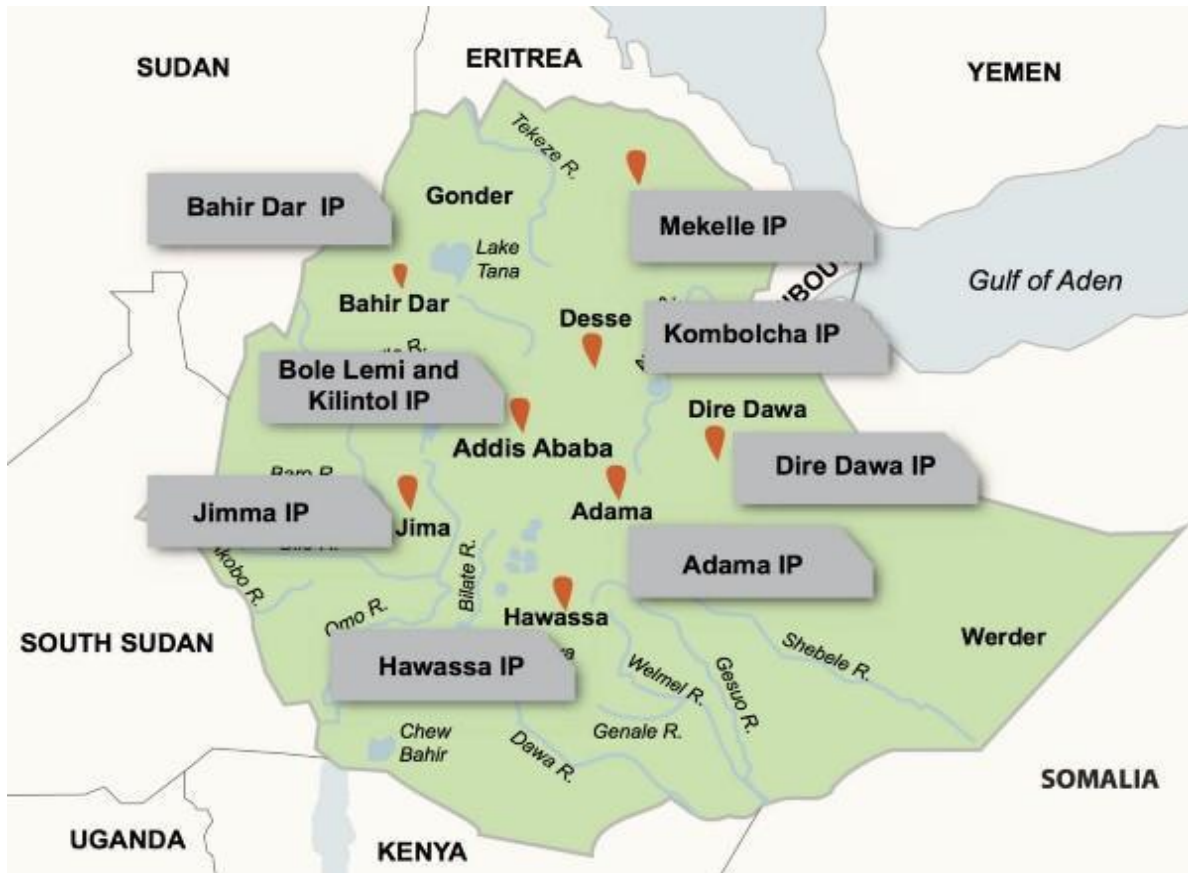 SUDAN
ERITREA
YEMEN
Tekeze R.
Bahir Dar IP
Gonder
Mekelle IP
Lake
Tana
Gulf of Aden
Bahir Dar
Desse
Kombolcha IP
Bole Lemi and
Kilintol IP
Dire Dawa
Addis Ababa
Dire Dawa IP
Jimma IP
Jima
Adama
Adama IP
Bilate R.
Omo R.
Hawassa
SOUTH SUDAN
Werder
Shebele R.
Hawassa IP
Welmel R.
Gesuo R.
Chew
Bahir
Genale R.
Dawa R.
SOMALIA
UGANDA
KENYA